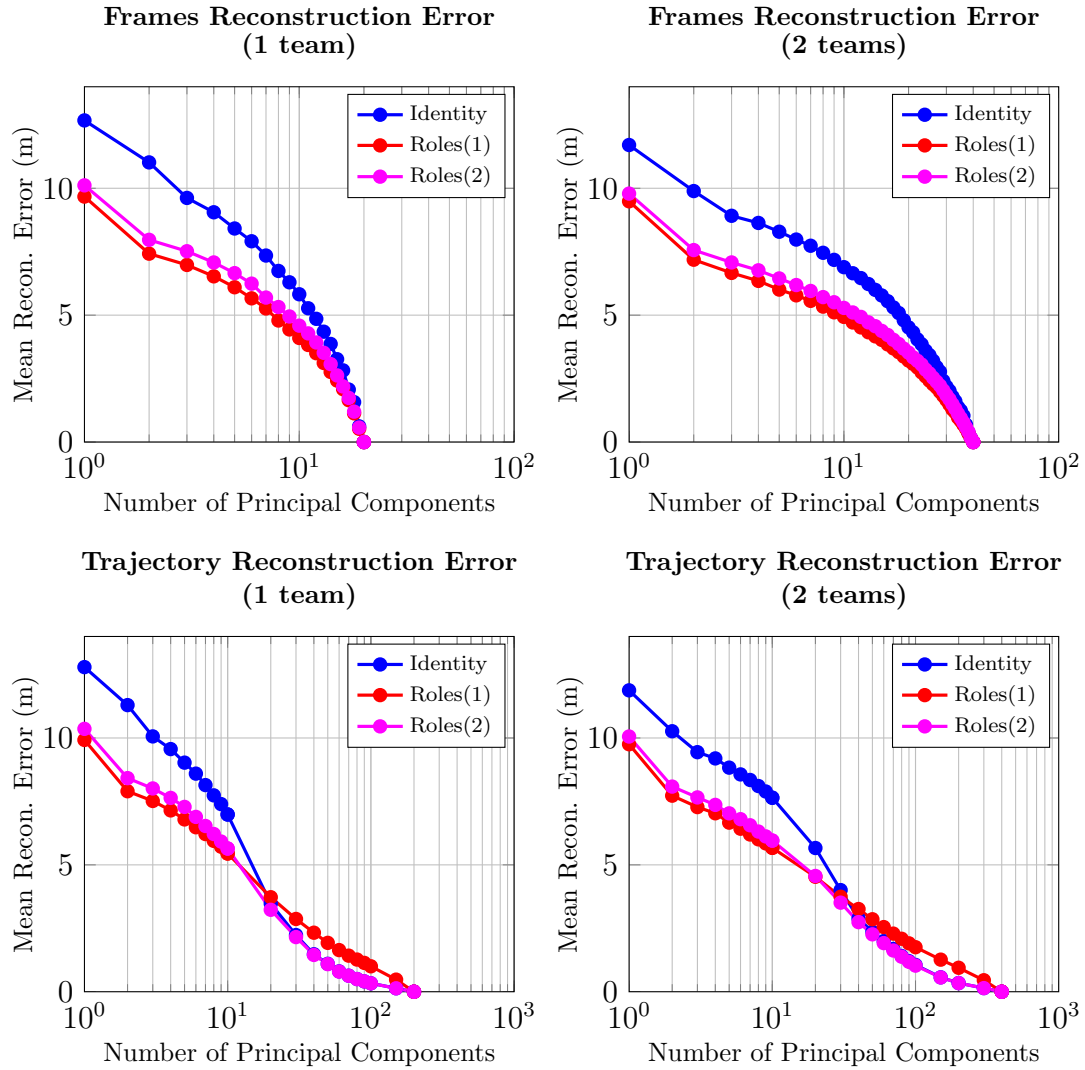 Frames Reconstruction Error
(1 team)
Mean Recon. Error (m)
10
5
0
10^0
10^1
10^2
Number of Principal Components
Identity
Roles(1)
Roles(2)
Frames Reconstruction Error
(2 teams)
Mean Recon. Error (m)
10
5
0
10^0
10^1
10^2
Number of Principal Components
Identity
Roles(1)
Roles(2)
Trajectory Reconstruction Error
(1 team)
Mean Recon. Error (m)
10
5
0
10^0
10^1
10^2
10^3
Number of Principal Components
Identity
Roles(1)
Roles(2)
Trajectory Reconstruction Error
(2 teams)
Mean Recon. Error (m)
10
5
0
10^0
10^1
10^2
10^3
Number of Principal Components
Identity
Roles(1)
Roles(2)